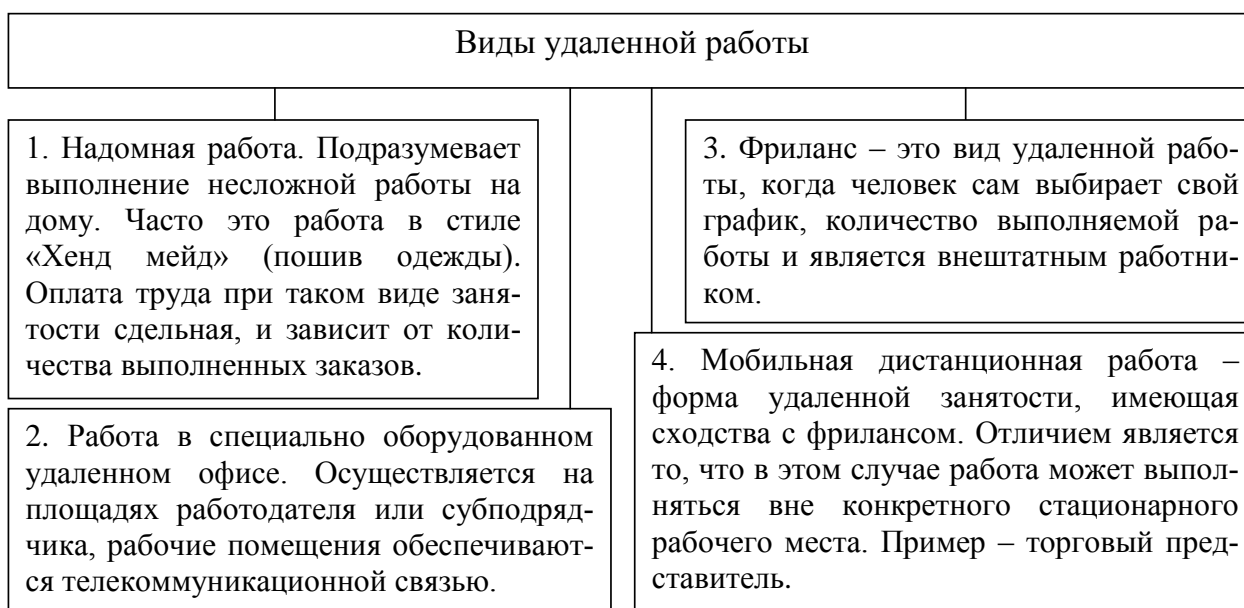 Виды удаленной работы
1. Надомная работа. Подразумевает
выполнение несложной работы на
дому. Часто это работа в стиле
«Хенд мейд» (пошив одежды).
Оплата труда при таком виде заня-
тости сдельная, и зависит от коли-
чества выполненных заказов.
2. Работа в специально оборудованном
удаленном офисе. Осуществляется на
площадях работодателя или субподряд-
чика, рабочие помещения обеспечивают-
ся телекоммуникационной связью.
3. Фриланс – это вид удаленной рабо-
ты, когда человек сам выбирает свой
график, количество выполняемой ра-
боты и является внештатным работни-
ком.
4. Мобильная дистанционная работа –
форма удаленной занятости, имеющая
сходства с фрилансом. Отличием является
то, что в этом случае работа может выпол-
няться вне конкретного стационарного
рабочего места. Пример – торговый пред-
ставитель.